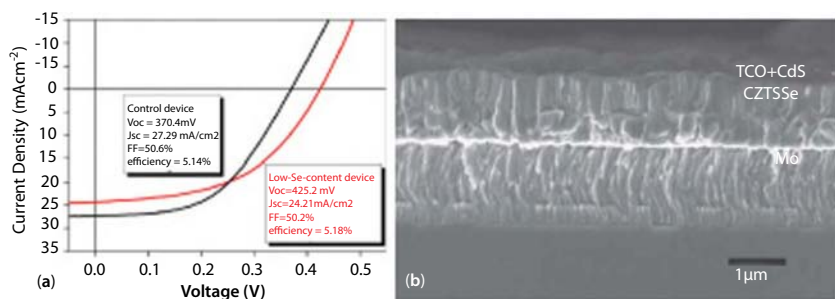 Current Density (mAcm-2)
-15
-10
-15
0
5
10
15
20
25
30
35
Control device
Voc = 370.4mV
Jsc = 27.29 mA/cm2
FF=50.6%
efficiency = 5.14%
Low-Se-content device
Voc=425.2 mV
Jsc=24.21mA/cm2
FF=50.2%
efficiency = 5.18%
0.0 0.1 0.2 0.3 0.4 0.5
Voltage (V)
(a)
TCO+CdS
CZTSSe
Mo
1μm
(b)